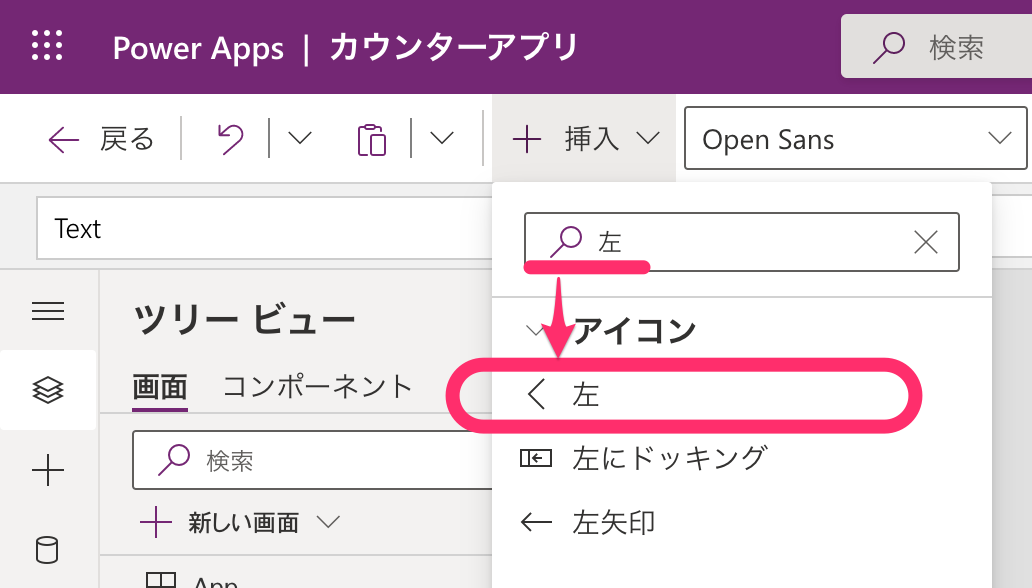 Power Apps | カウンターアプリ
検索
戻る
挿入
Open Sans
Text
左
ツリー ビュー
アイコン
画面 コンポーネント
左
検索
左にドッキング
新しい画面
左矢印
App